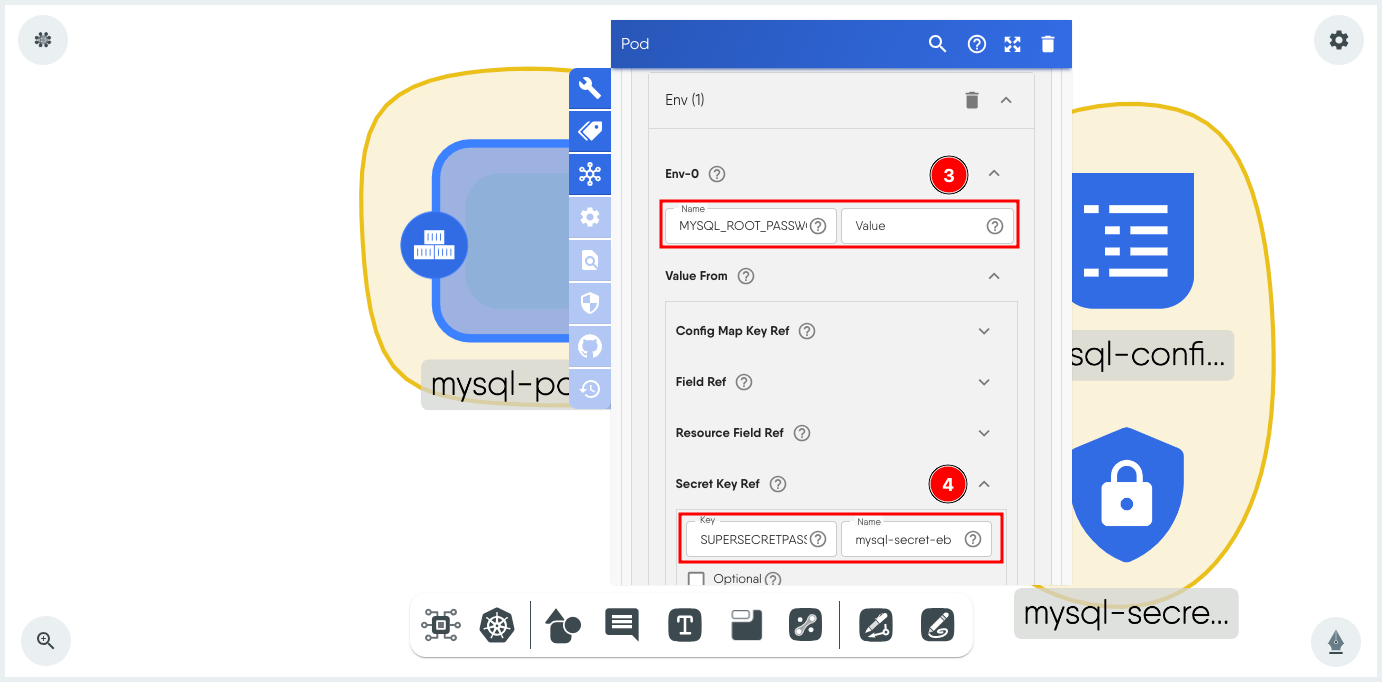 Pod
Env (1)
Env-0
3
Name
MYSQL_ROOT_PASSW
Value
Value From
Config Map Key Ref
Field Ref
Resource Field Ref
Secret Key Ref
4
Key
SUPERSECRETPAS
Name
mysql-secret-eb
Optional
mysql-po
sql-confi...
mysql-secre...
T